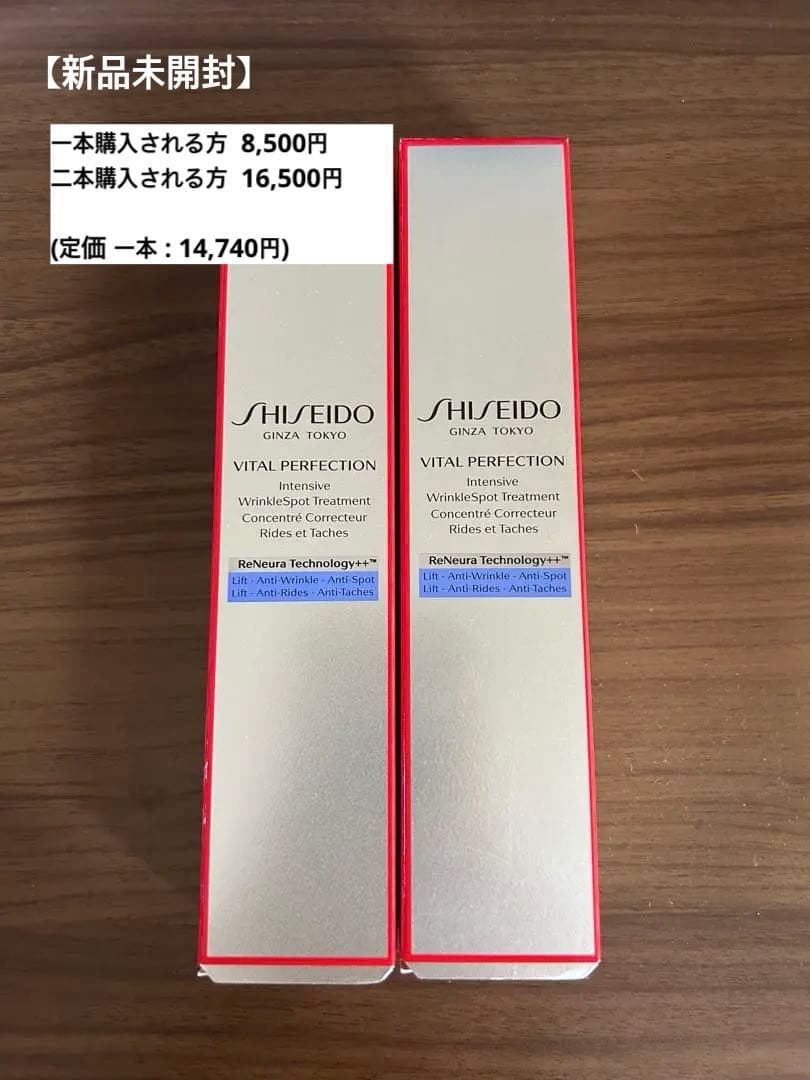 【新品未開封】
一本購入される方 8,500円
二本購入される方 16,500円
(定価 一本 : 14,740円)
SHISEIDO
GINZA TOKYO
VITAL PERFECTION
Intensive
WrinkleSpot Treatment
Concentré Correcteur
Rides et Taches
ReNeura Technology++™
Lift - Anti-Wrinkle - Anti-Spot
Lift - Anti-Rides - Anti-Taches
SHISEIDO
GINZA TOKYO
VITAL PERFECTION
Intensive
WrinkleSpot Treatment
Concentré Correcteur
Rides et Taches
ReNeura Technology++™
Lift - Anti-Wrinkle - Anti-Spot
Lift - Anti-Rides - Anti-Taches